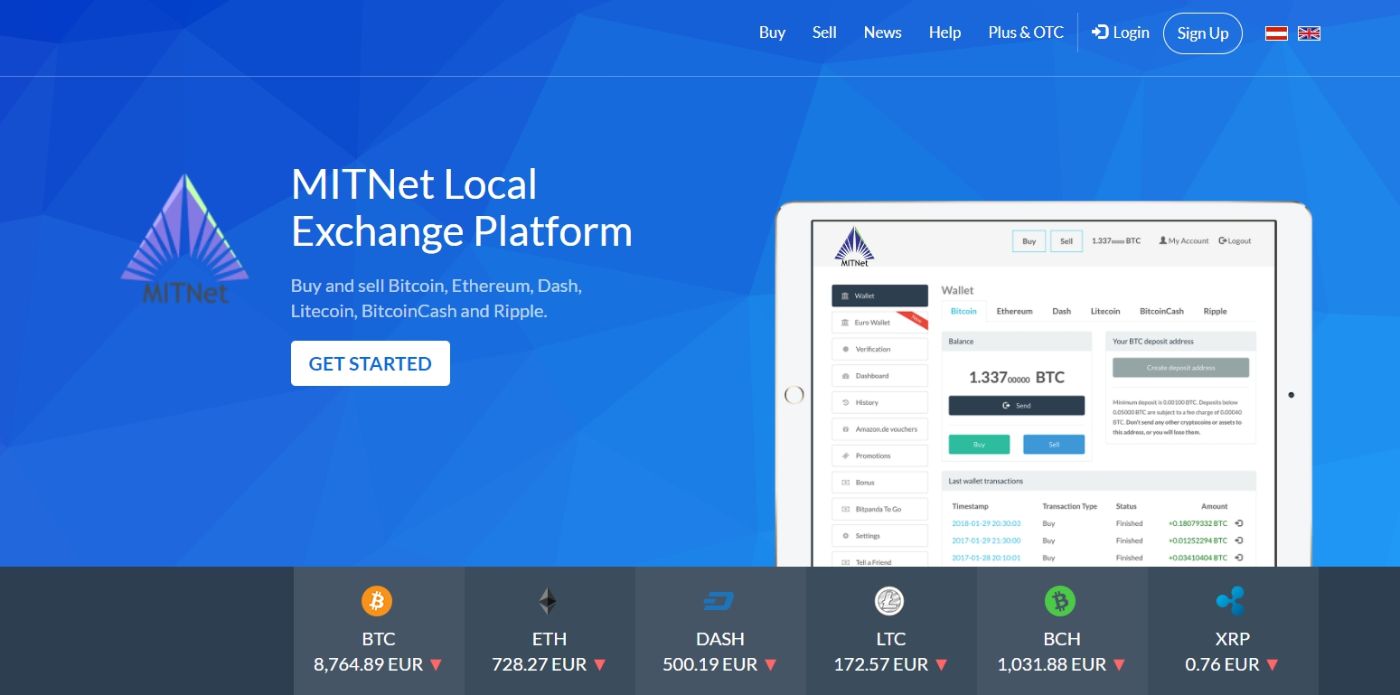 Buy Sell News Help Plus & OTC Login Sign Up
MITNet
MITNet Local
Exchange Platform
Buy and sell Bitcoin, Ethereum, Dash,
Litecoin, BitcoinCash and Ripple.
GET STARTED
MITNet
Buy Sell 1.33700000 BTC My Account Logout
Wallet
Euro Wallet
New
Verification
Dashboard
History
Amazon.de vouchers
Promotions
Bonus
Bitpanda To Go
Settings
Tell a Friend
Wallet
Bitcoin Ethereum Dash Litecoin BitcoinCash Ripple
Balance
1.33700000 BTC
Send
Buy Sell
Your BTC deposit address
Create deposit address
Minimum deposit is 0.00100 BTC. Deposits below
0.05000 BTC are subject to a fee charge of 0.00040
BTC. Don't send any other cryptocoins or assets to
this address, or you will lose them.
Last wallet transactions
Timestamp Transaction Type Status Amount
2018-01-29 20:30:02 Buy Finished +0.18079332 BTC
2017-01-29 21:30:00 Buy Finished +0.01252294 BTC
2017-01-28 20:10:01 Buy Finished +0.03410404 BTC
BTC
8,764.89 EUR ▼
ETH
728.27 EUR ▼
DASH
500.19 EUR ▼
LTC
172.57 EUR ▼
BCH
1,031.88 EUR ▼
XRP
0.76 EUR ▼